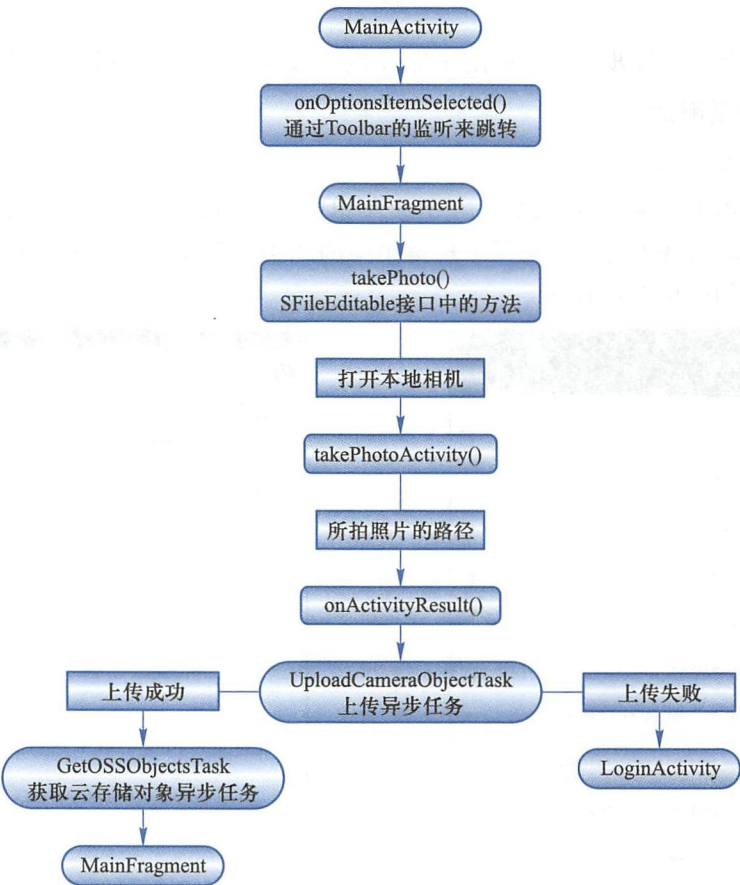 MainActivity
onOptionsItemSelected()
通过Toolbar的监听来跳转
MainFragment
takePhoto()
SFileEditable接口中的方法
打开本地相机
takePhotoActivity()
所拍照片的路径
onActivityResult()
UploadCameraObjectTask
上传异步任务
上传成功
上传失败
GetOSSObjectsTask
获取云存储对象异步任务
LoginActivity
MainFragment